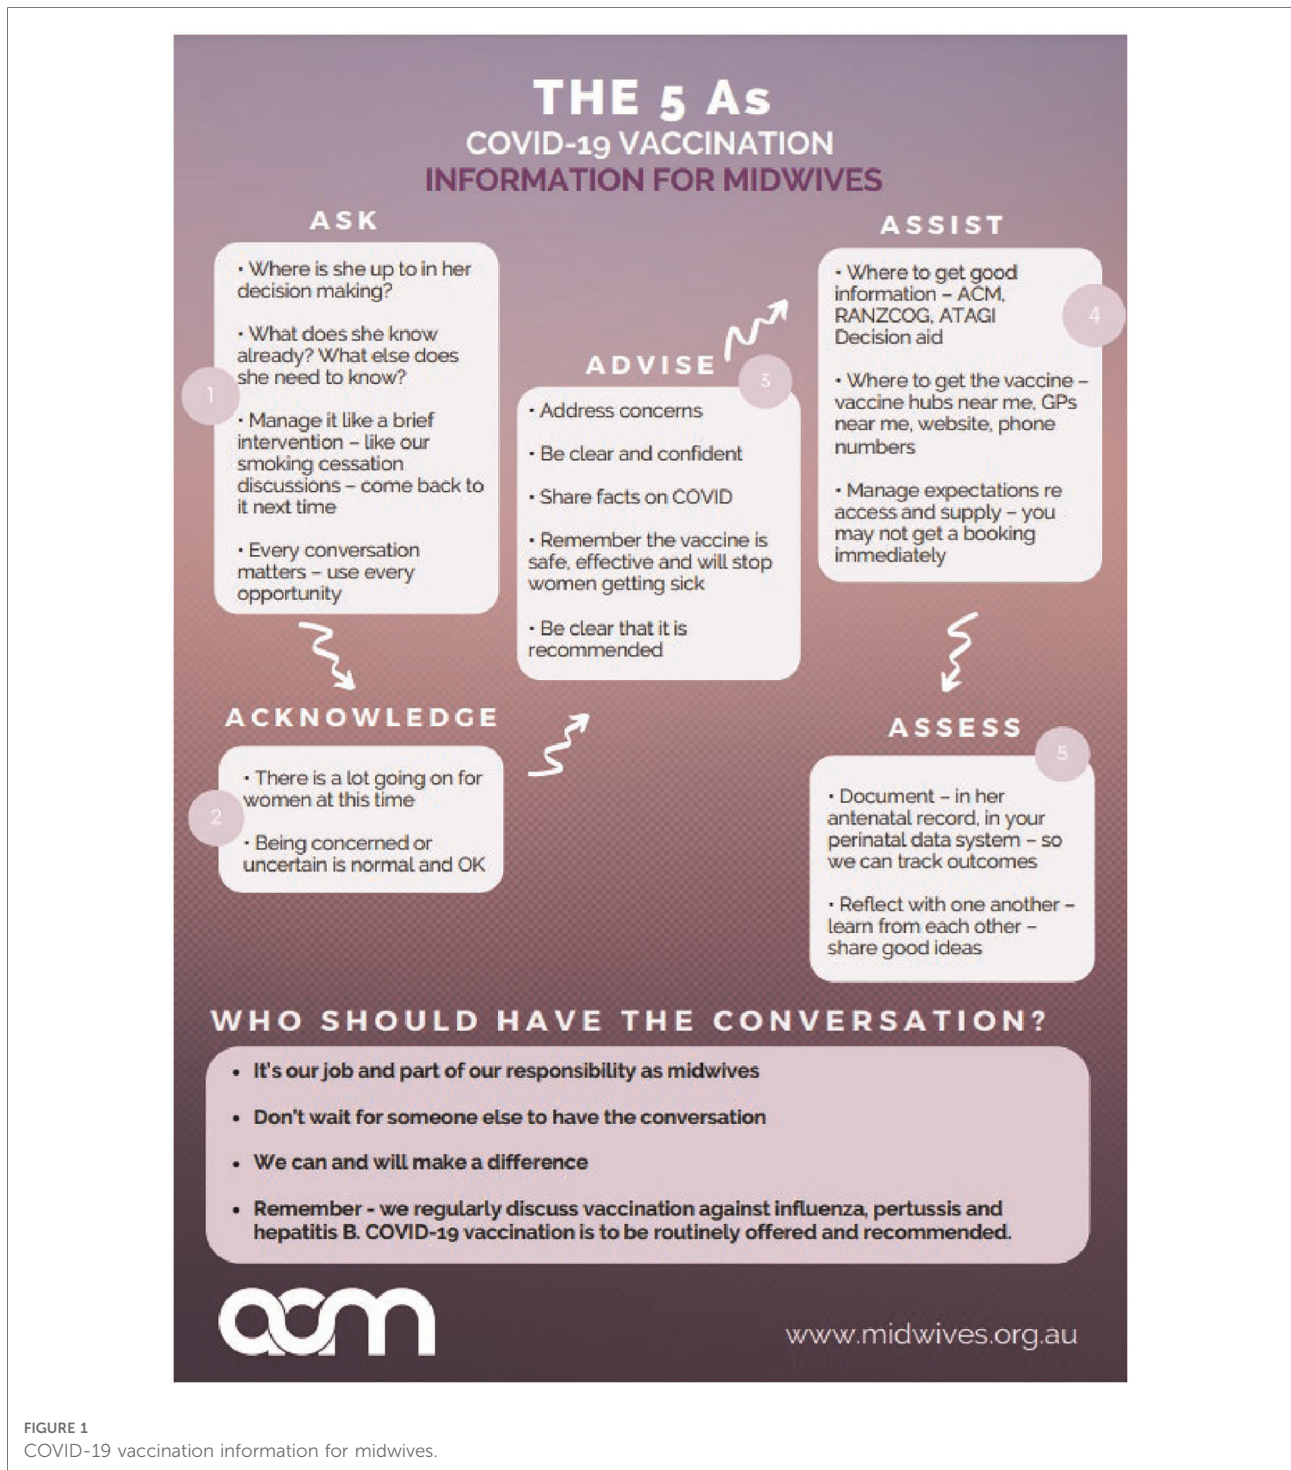 THE 5 As
COVID-19 VACCINATION
INFORMATION FOR MIDWIVES
ASK
1
• Where is she up to in her
decision making?
• What does she know
already? What else does
she need to know?
• Manage it like a brief
intervention – like our
smoking cessation
discussions – come back to
it next time
• Every conversation
matters – use every
opportunity
ACKNOWLEDGE
2
• There is a lot going on for
women at this time
• Being concerned or
uncertain is normal and OK
ADVISE
3
• Address concerns
• Be clear and confident
• Share facts on COVID
• Remember the vaccine is
safe, effective and will stop
women getting sick
• Be clear that it is
recommended
ASSIST
4
• Where to get good
information – ACM,
RANZCOG, ATAGI
Decision aid
• Where to get the vaccine –
vaccine hubs near me, GPs
near me, website, phone
numbers
• Manage expectations re
access and supply – you
may not get a booking
immediately
ASSESS
5
• Document – in her
antenatal record, in your
perinatal data system – so
we can track outcomes
• Reflect with one another –
learn from each other –
share good ideas
WHO SHOULD HAVE THE CONVERSATION?
• It's our job and part of our responsibility as midwives
• Don't wait for someone else to have the conversation
• We can and will make a difference
• Remember - we regularly discuss vaccination against influenza, pertussis and
hepatitis B. COVID-19 vaccination is to be routinely offered and recommended.
acm
www.midwives.org.au
FIGURE 1
COVID-19 vaccination information for midwives.